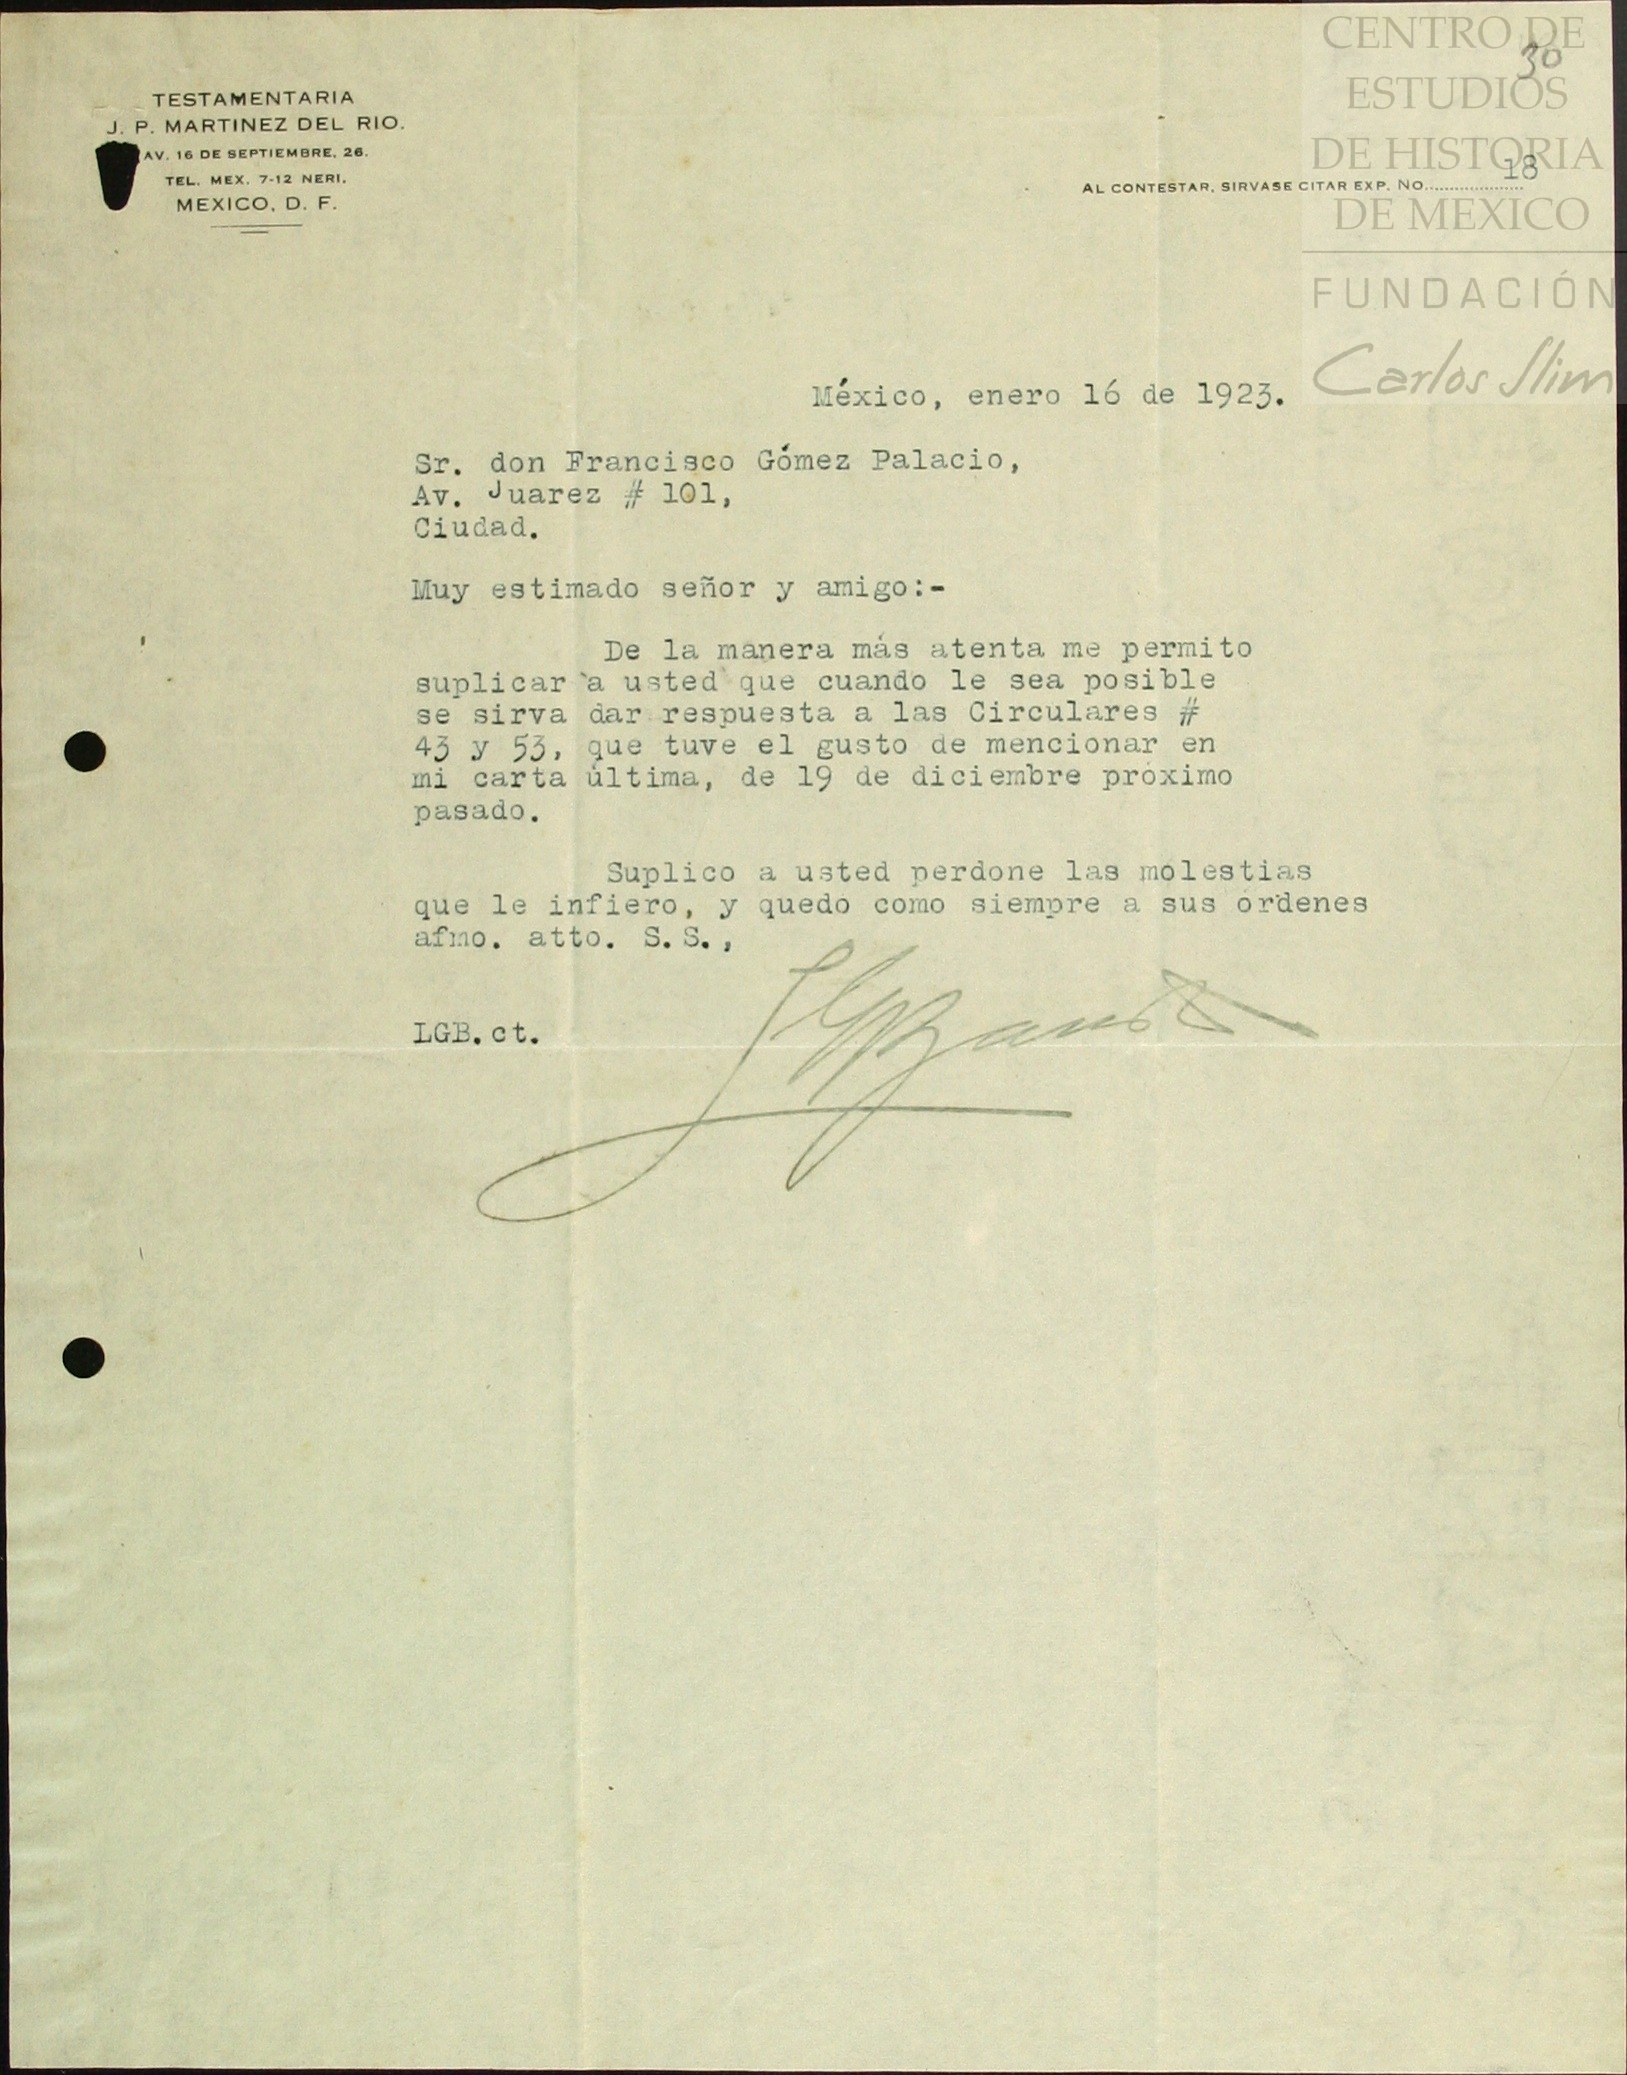 CENTRO DE
ESTUDIOS
DE HISTORIA
DE MEXICO
FUNDACIÓN
Carlos Slim
30
TESTAMENTARIA
J. P. MARTINEZ DEL RIO.
AV. 16 DE SEPTIEMBRE, 26.
TEL. MEX. 7-12 NERI.
MEXICO, D. F.
AL CONTESTAR, SIRVASE CITAR EXP. No. 18
México, enero 16 de 1923.
Sr. don Francisco Gómez Palacio,
Av. Juarez # 101,
Ciudad.
Muy estimado señor y amigo:-
De la manera más atenta me permito
suplicar a usted que cuando le sea posible
se sirva dar respuesta a las Circulares #
43 y 53, que tuve el gusto de mencionar en
mi carta última, de 19 de diciembre próximo
pasado.
Suplico a usted perdone las molestias
que le infiero, y quedo como siempre a sus órdenes
afmo. atto. S.S.,
LGB.ct.